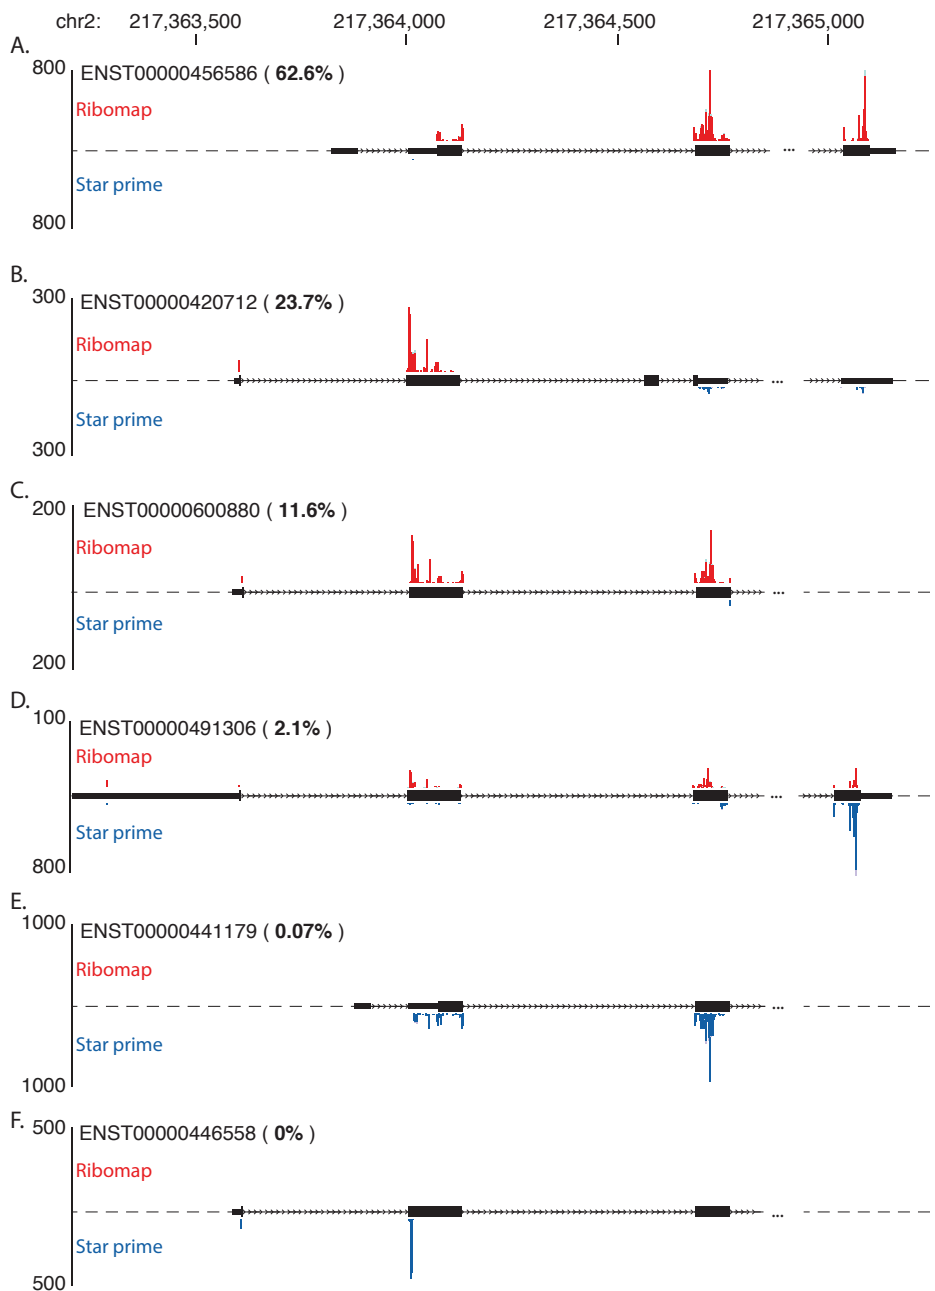 chr2: 217,363,500 217,364,000 217,364,500 217,365,000
A.
800
ENST00000456586 ( 62.6% )
Ribomap
...
Star prime
800
B.
300
ENST00000420712 ( 23.7% )
Ribomap
...
Star prime
300
C.
200
ENST00000600880 ( 11.6% )
Ribomap
...
Star prime
200
D.
100
ENST00000491306 ( 2.1% )
Ribomap
...
Star prime
800
E.
1000
ENST00000441179 ( 0.07% )
Ribomap
...
Star prime
1000
F.
500
ENST00000446558 ( 0% )
Ribomap
...
Star prime
500